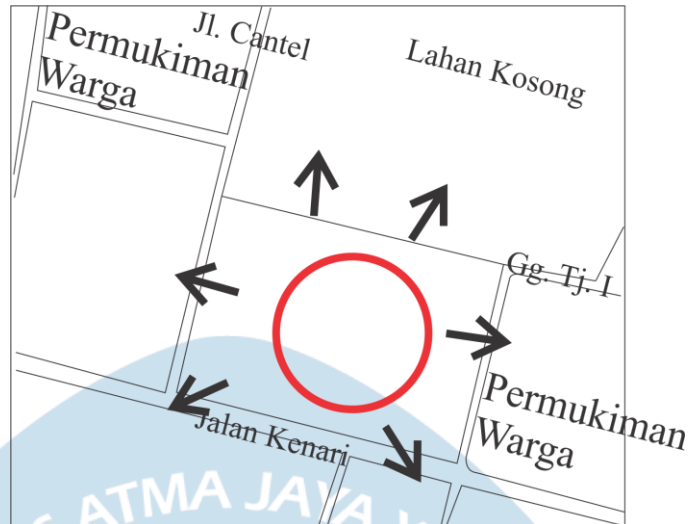 Jl. Cantel
Permukiman
Warga
Lahan Kosong
Gg. Tj. I
Permukiman
Warga
Jalan Kenari
ATMA JAYA